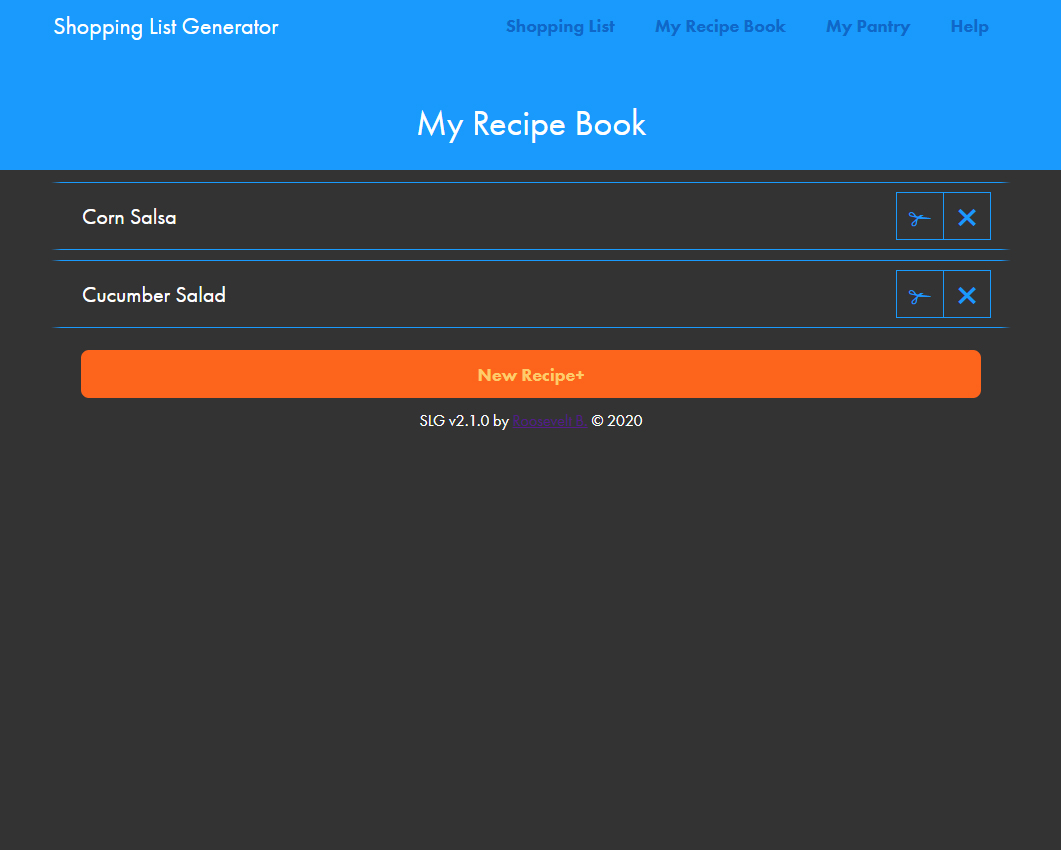 Shopping List Generator
Shopping List
My Recipe Book
My Pantry
Help
My Recipe Book
Corn Salsa
Cucumber Salad
New Recipe+
SLG v2.1.0 by Roosevelt B. © 2020